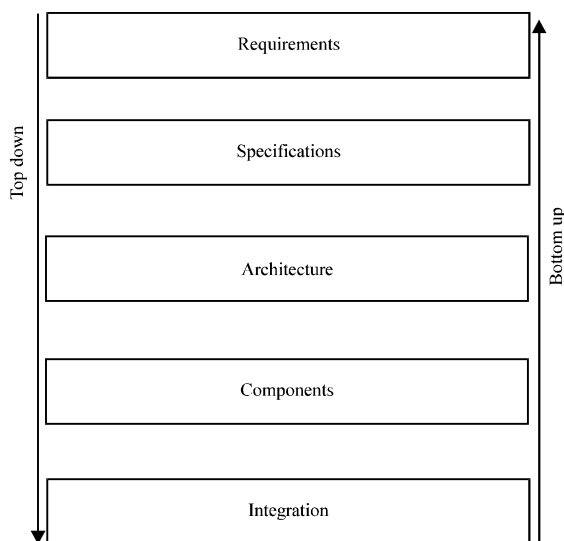 Requirements
Specifications
Top down
Architecture
Bottom up
Components
Integration